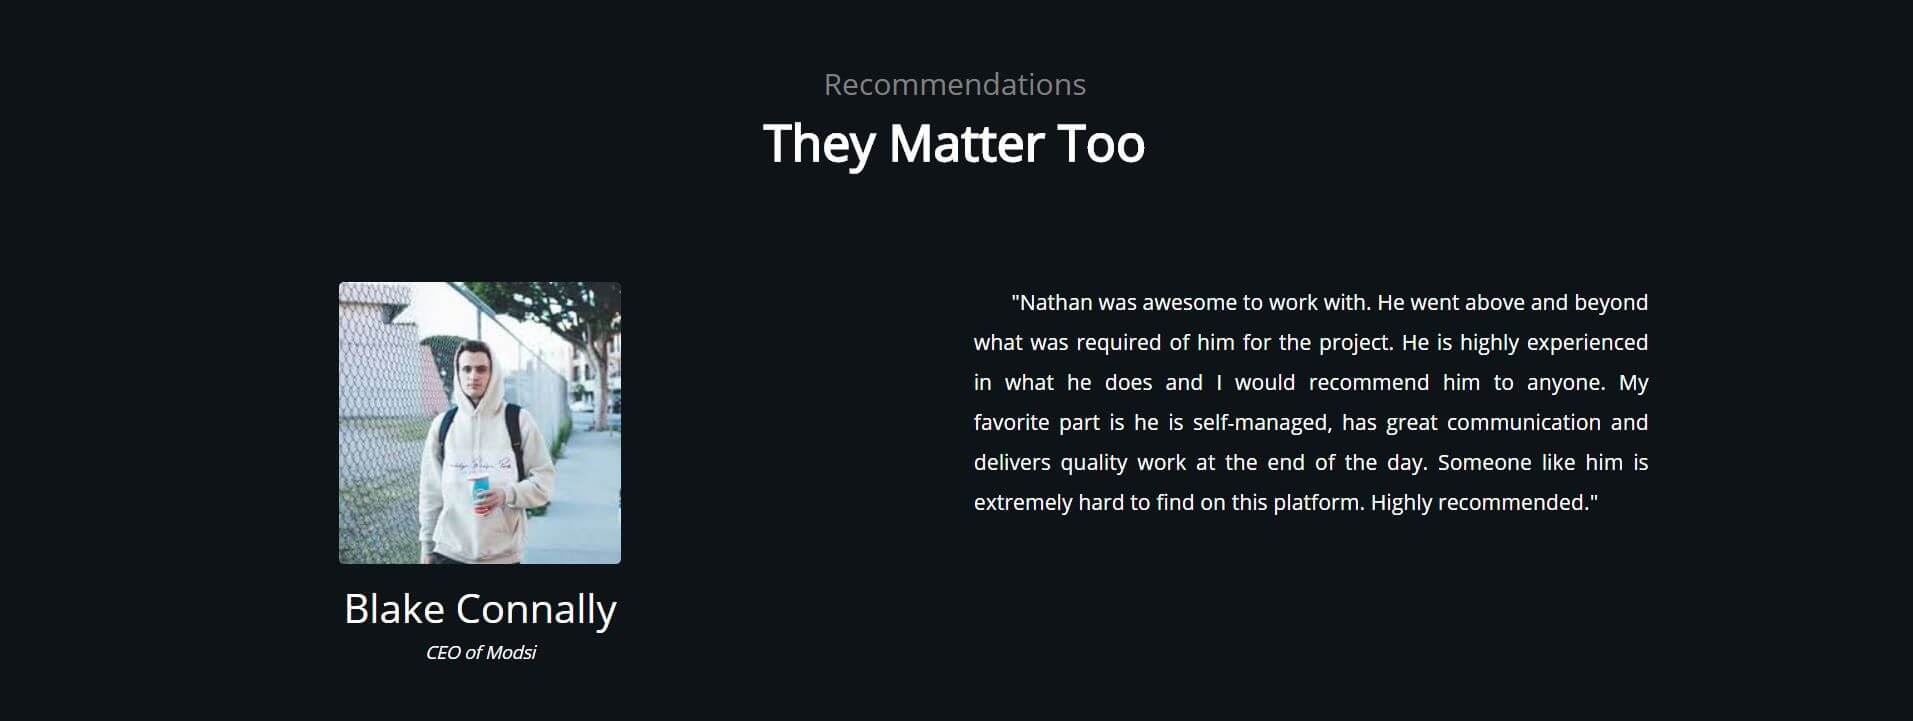 Recommendations
They Matter Too
"Nathan was awesome to work with. He went above and beyond
what was required of him for the project. He is highly experienced
in what he does and I would recommend him to anyone. My
favorite part is he is self-managed, has great communication and
delivers quality work at the end of the day. Someone like him is
extremely hard to find on this platform. Highly recommended."
Blake Connally
CEO of Modsi